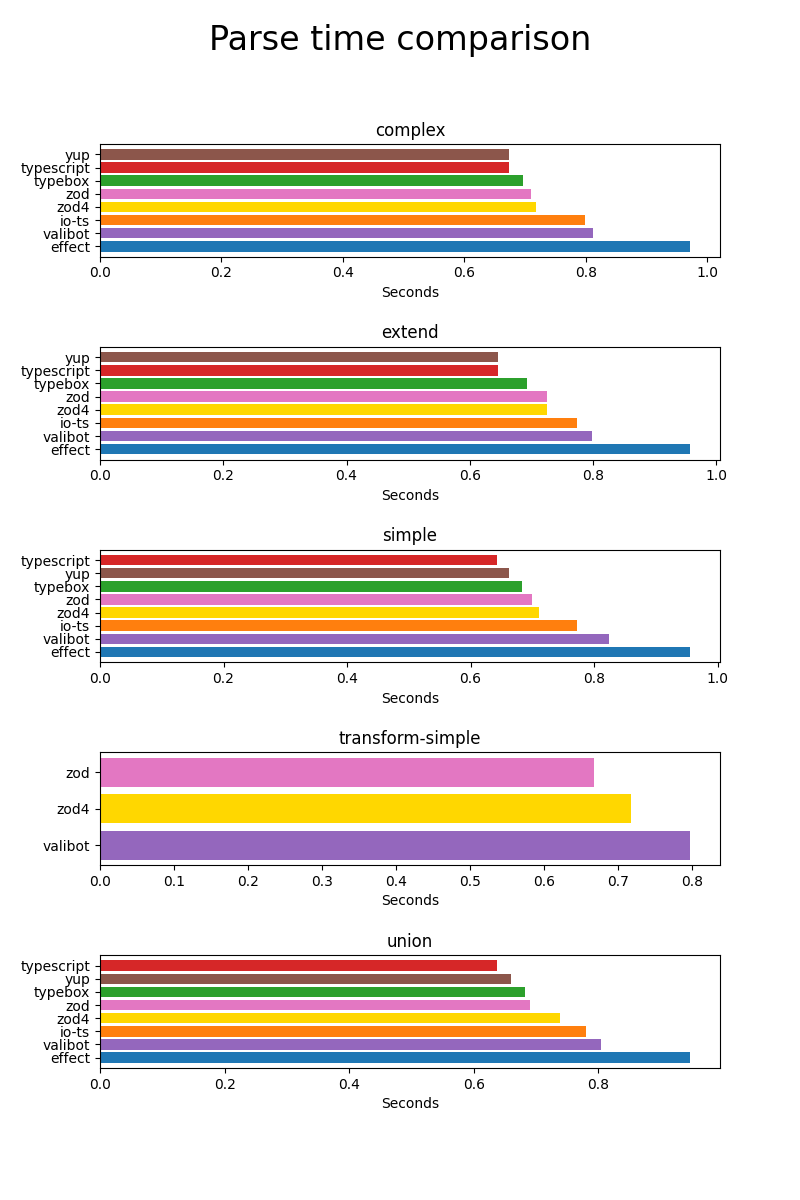 Parse time comparison
complex
yup
typescript
typebox
zod
zod4
io-ts
valibot
effect
0.0 0.2 0.4 0.6 0.8 1.0
Seconds
extend
yup
typescript
typebox
zod
zod4
io-ts
valibot
effect
0.0 0.2 0.4 0.6 0.8 1.0
Seconds
simple
typescript
yup
typebox
zod
zod4
io-ts
valibot
effect
0.0 0.2 0.4 0.6 0.8 1.0
Seconds
transform-simple
zod
zod4
valibot
0.0 0.1 0.2 0.3 0.4 0.5 0.6 0.7 0.8
Seconds
union
typescript
yup
typebox
zod
zod4
io-ts
valibot
effect
0.0 0.2 0.4 0.6 0.8
Seconds